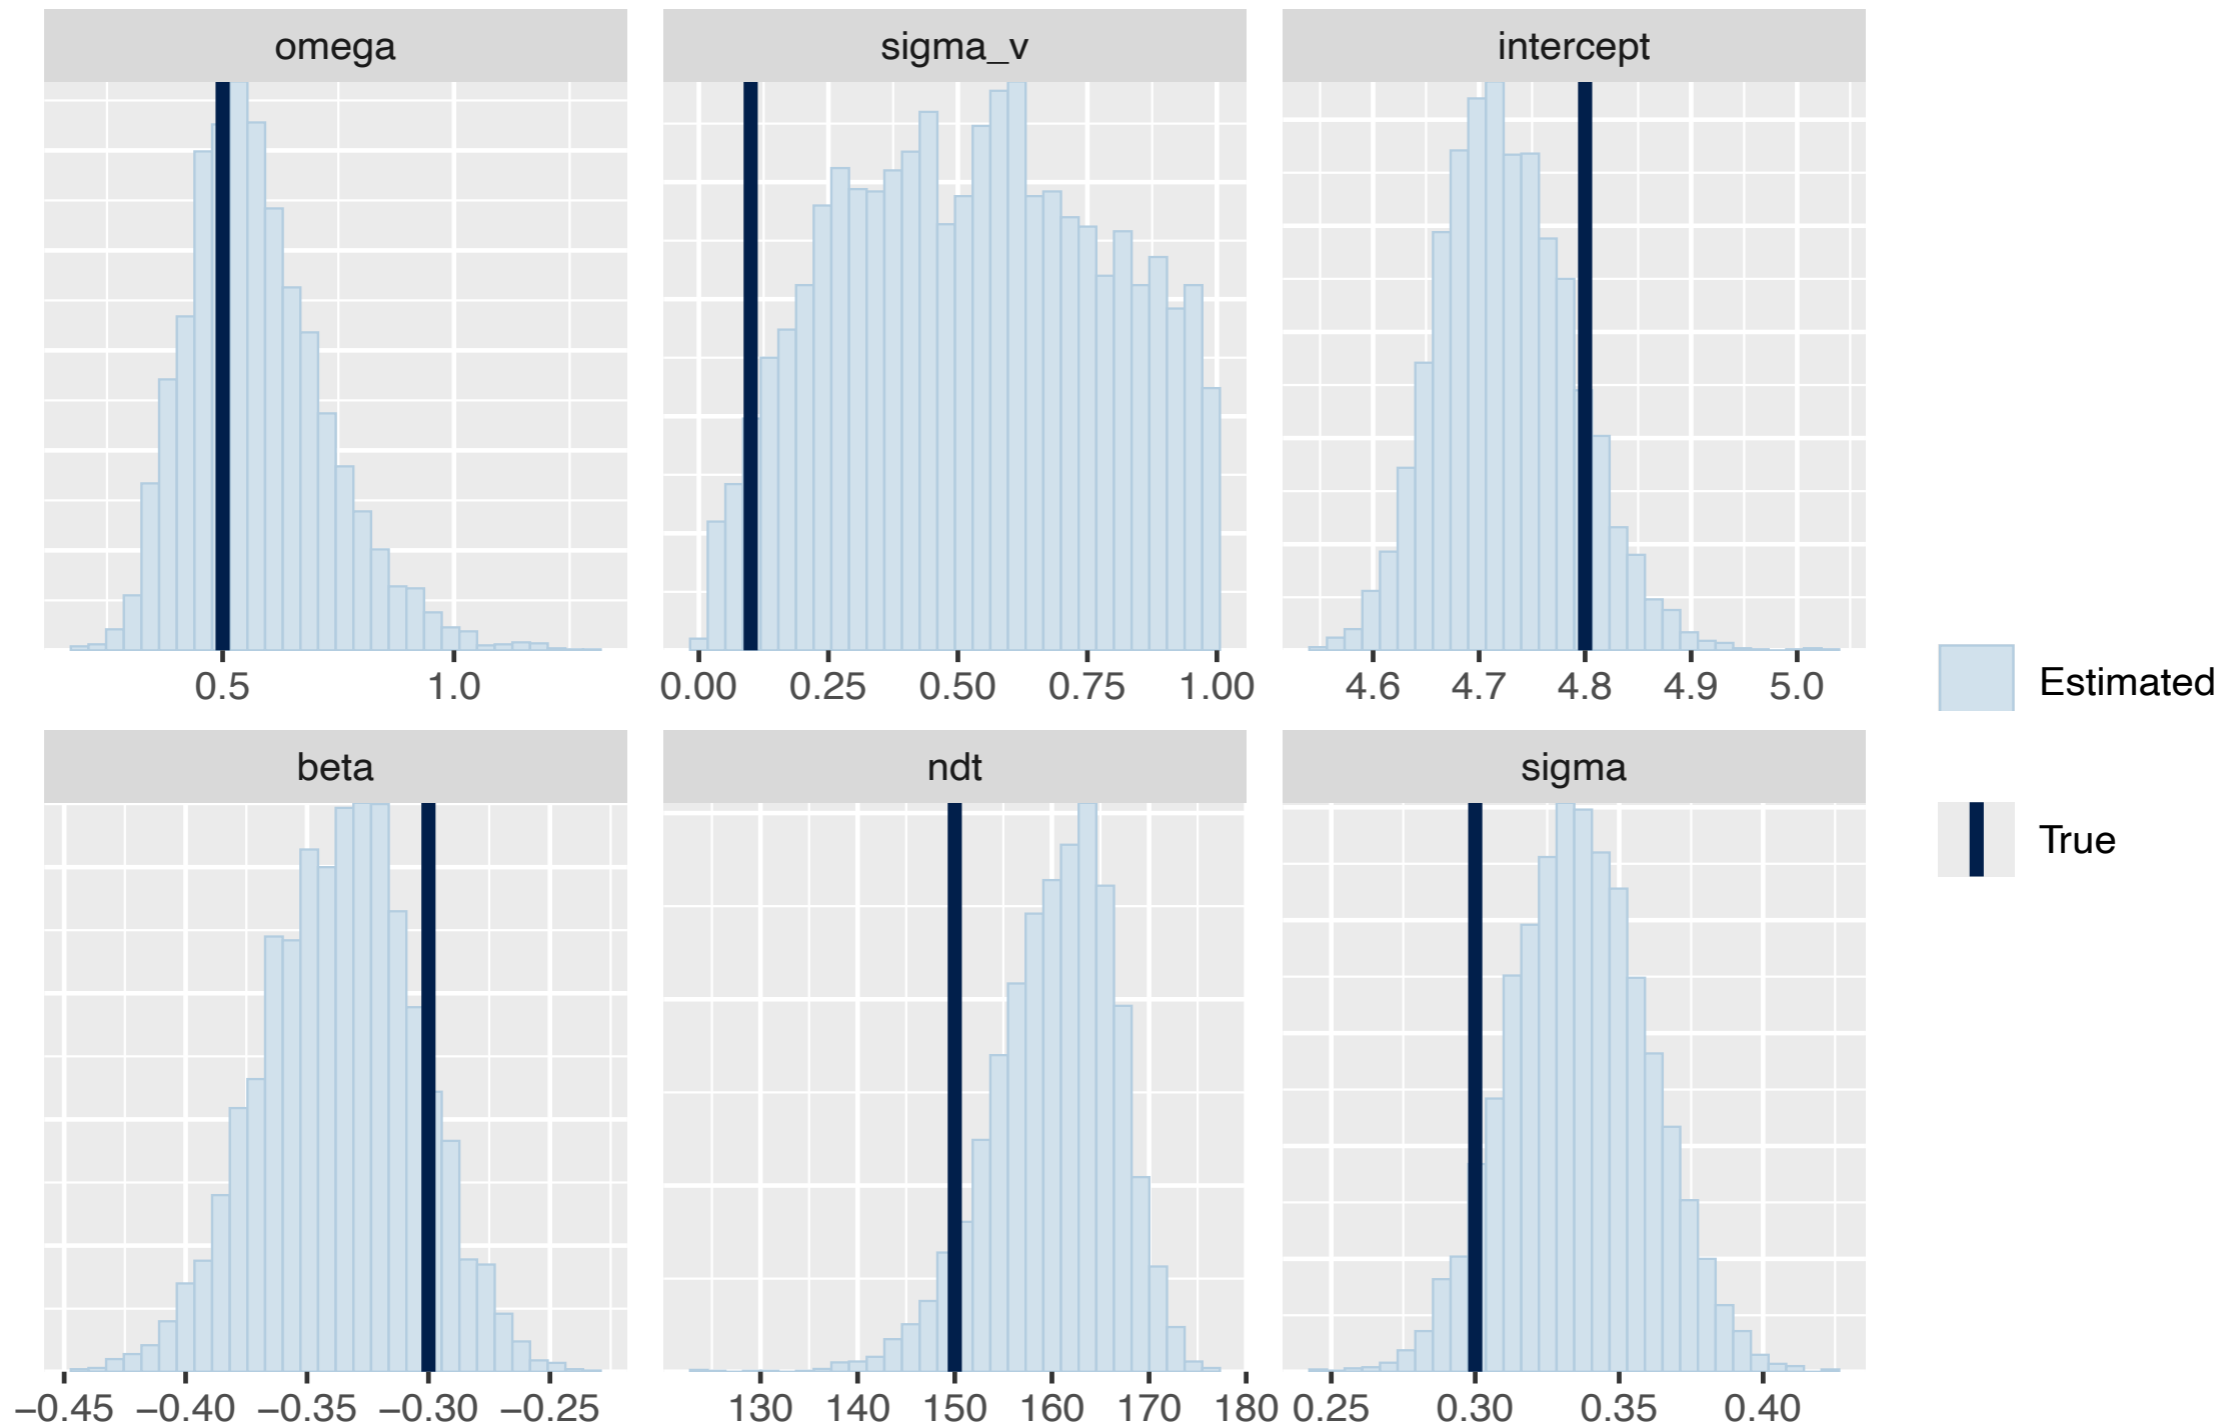 omega
sigma_v
intercept
0.5 1.0
0.00 0.25 0.50 0.75 1.00
4.6 4.7 4.8 4.9 5.0
Estimated
True
beta
ndt
sigma
−0.45 −0.40 −0.35 −0.30 −0.25
130 140 150 160 170 180
0.25 0.30 0.35 0.40